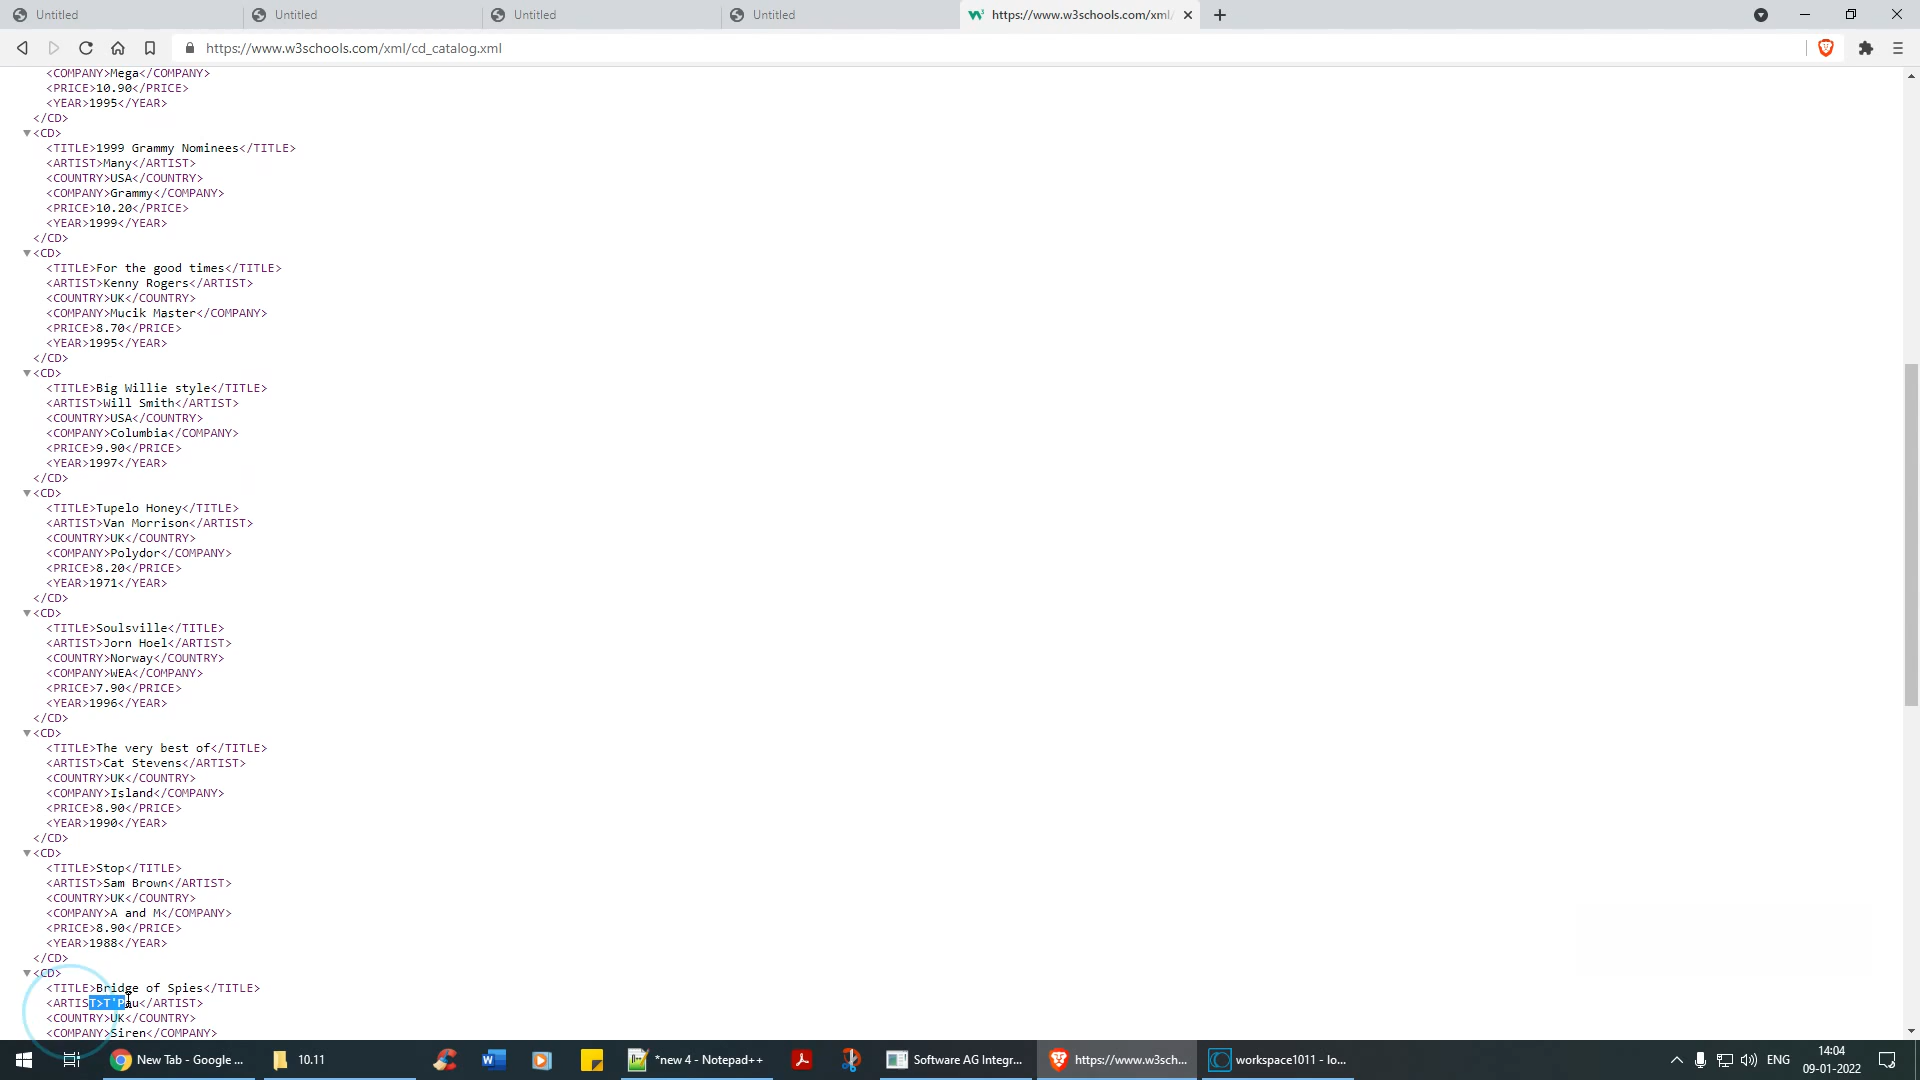 Untitled
Untitled
Untitled
Untitled
https://www.w3schools.com/xml/
https://www.w3schools.com/xml/cd_catalog.xml
<COMPANY>Mega</COMPANY>
<PRICE>10.90</PRICE>
<YEAR>1995</YEAR>
</CD>
<CD>
<TITLE>1999 Grammy Nominees</TITLE>
<ARTIST>Many</ARTIST>
<COUNTRY>USA</COUNTRY>
<COMPANY>Grammy</COMPANY>
<PRICE>10.20</PRICE>
<YEAR>1999</YEAR>
</CD>
<CD>
<TITLE>For the good times</TITLE>
<ARTIST>Kenny Rogers</ARTIST>
<COUNTRY>UK</COUNTRY>
<COMPANY>Mucik Master</COMPANY>
<PRICE>8.70</PRICE>
<YEAR>1995</YEAR>
</CD>
<CD>
<TITLE>Big Willie style</TITLE>
<ARTIST>Will Smith</ARTIST>
<COUNTRY>USA</COUNTRY>
<COMPANY>Columbia</COMPANY>
<PRICE>9.90</PRICE>
<YEAR>1997</YEAR>
</CD>
<CD>
<TITLE>Tupelo Honey</TITLE>
<ARTIST>Van Morrison</ARTIST>
<COUNTRY>UK</COUNTRY>
<COMPANY>Polydor</COMPANY>
<PRICE>8.20</PRICE>
<YEAR>1971</YEAR>
</CD>
<CD>
<TITLE>Soulsville</TITLE>
<ARTIST>Jorn Hoel</ARTIST>
<COUNTRY>Norway</COUNTRY>
<COMPANY>WEA</COMPANY>
<PRICE>7.90</PRICE>
<YEAR>1996</YEAR>
</CD>
<CD>
<TITLE>The very best of</TITLE>
<ARTIST>Cat Stevens</ARTIST>
<COUNTRY>UK</COUNTRY>
<COMPANY>Island</COMPANY>
<PRICE>8.90</PRICE>
<YEAR>1990</YEAR>
</CD>
<CD>
<TITLE>Stop</TITLE>
<ARTIST>Sam Brown</ARTIST>
<COUNTRY>UK</COUNTRY>
<COMPANY>A and M</COMPANY>
<PRICE>8.90</PRICE>
<YEAR>1988</YEAR>
</CD>
<CD>
<TITLE>Bridge of Spies</TITLE>
<ARTIST>T'Pau</ARTIST>
<COUNTRY>UK</COUNTRY>
<COMPANY>Siren</COMPANY>
New Tab - Google ...
10.11
*new 4 - Notepad++
Software AG Integr...
https://www.w3sch...
workspace1011 - lo...
ENG
14:04
09-01-2022